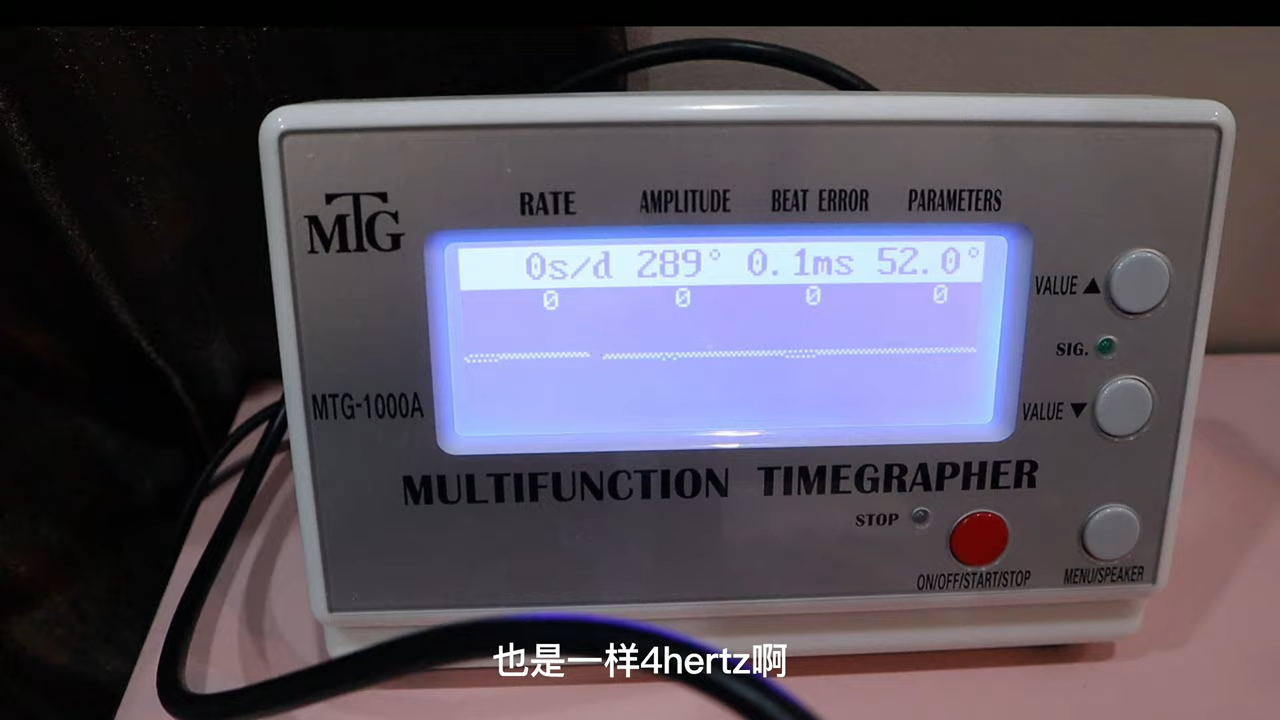 RATE AMPLITUDE BEAT ERROR PARAMETERS
MTG
0s/d 289° 0.1ms 52.0°
0 0 0 0
VALUE ▲
SIG.
VALUE ▼
MTG-1000A
MULTIFUNCTION TIMEGRAPHER
STOP
ON/OFF/START/STOP
MENU/SPEAKER
也是一样4hertz啊